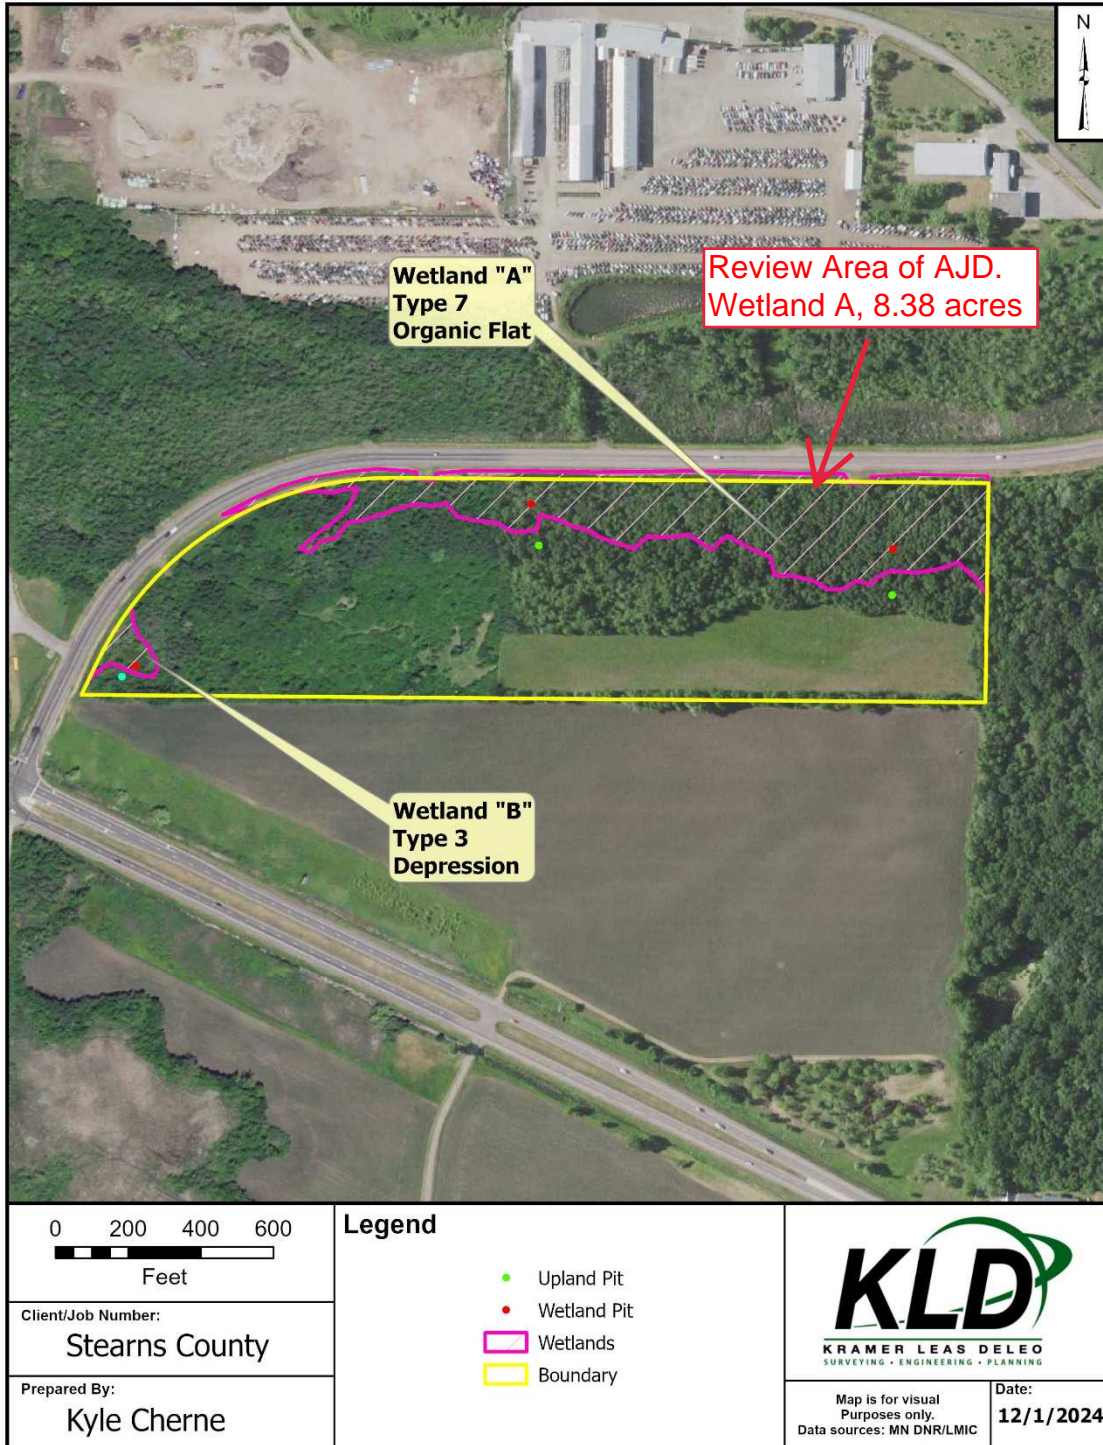 N
Wetland "A"
Type 7
Organic Flat
Review Area of AJD.
Wetland A, 8.38 acres
Wetland "B"
Type 3
Depression
0 200 400 600
Feet
Client/Job Number:
Stearns County
Prepared By:
Kyle Cherne
Legend
Upland Pit
Wetland Pit
Wetlands
Boundary
KLD
KRAMER LEAS DELEO
SURVEYING • ENGINEERING • PLANNING
Map is for visual
Purposes only.
Data sources: MN DNR/LMIC
Date:
12/1/2024